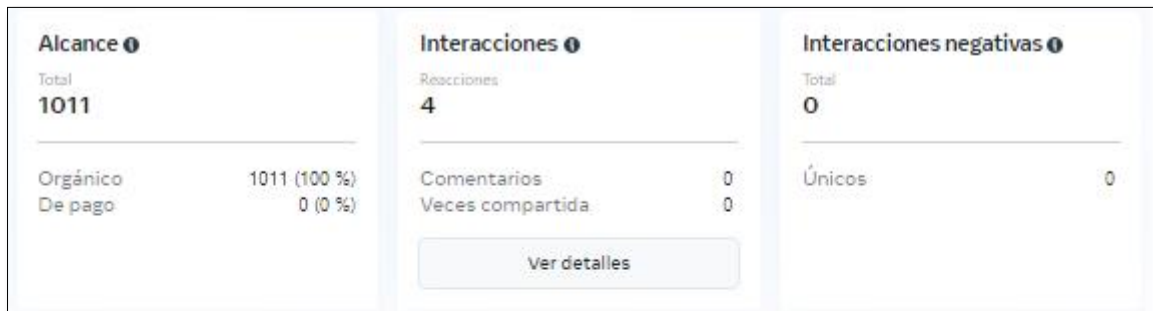 Alcance
Total
1011
Orgánico 1011 (100 %)
De pago 0 (0 %)
Interacciones
Reacciones
4
Comentarios 0
Veces compartida 0
Ver detalles
Interacciones negativas
Total
0
Únicos 0